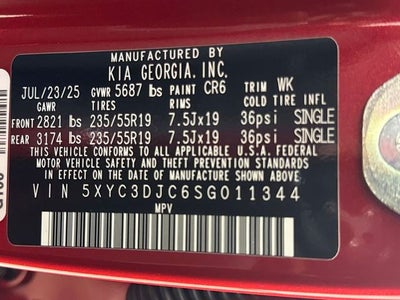 MANUFACTURED BY
KIA GEORGIA. INC.
JUL/23/25 GVWR 5687 lbs PAINT CR6 TRIM WK
GAWR TIRES RIMS COLD TIRE INFL
FRONT 2821 lbs 235/55R19 7.5Jx19 36psi SINGLE
REAR 3174 lbs 235/55R19 7.5Jx19 36psi SINGLE
THIS VEHICLE CONFORMS TO ALL APPLICABLE U.S.A. FEDERAL
MOTOR VEHICLE SAFETY AND THEFT PREVENTION STANDARDS
IN EFFECT ON THE DATE OF MANUFACTURE SHOWN ABOVE.
VIN 5XYC3DJC6SG011344
MPV